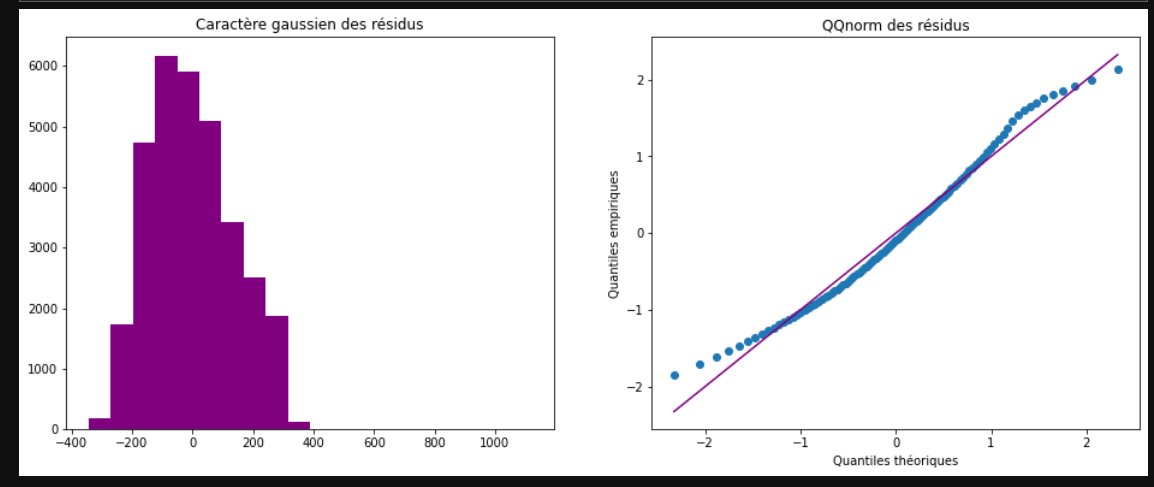 Caractère gaussien des résidus
6000
5000
4000
3000
2000
1000
0
−400 −200 0 200 400 600 800 1000
QQnorm des résidus
Quantiles empiriques
2
1
0
−1
−2
−2 −1 0 1 2
Quantiles théoriques